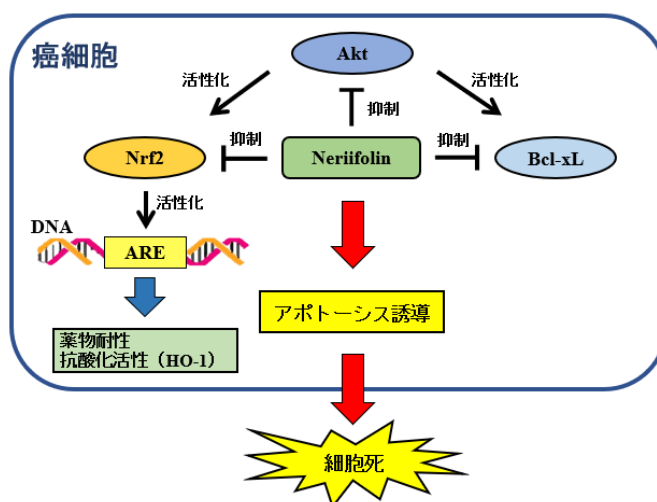 癌細胞
Akt
活性化
活性化
抑制
抑制
抑制
Nrf2
Neriifolin
Bcl-xL
活性化
DNA
ARE
薬物耐性
抗酸化活性（HO-1）
アポトーシス誘導
細胞死